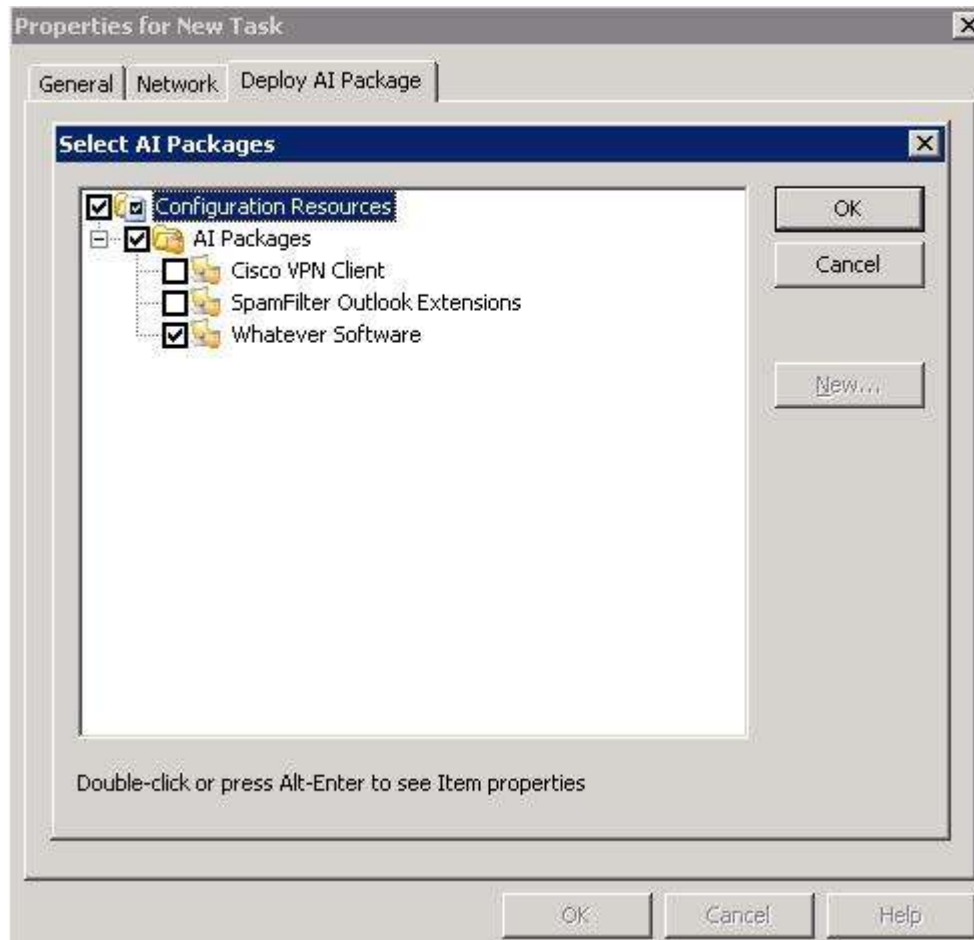 Properties for New Task
General Network Deploy AI Package
Select AI Packages
Configuration Resources
AI Packages
Cisco VPN Client
SpamFilter Outlook Extensions
Whatever Software
OK
Cancel
New...
Double-click or press Alt-Enter to see Item properties
OK Cancel Help